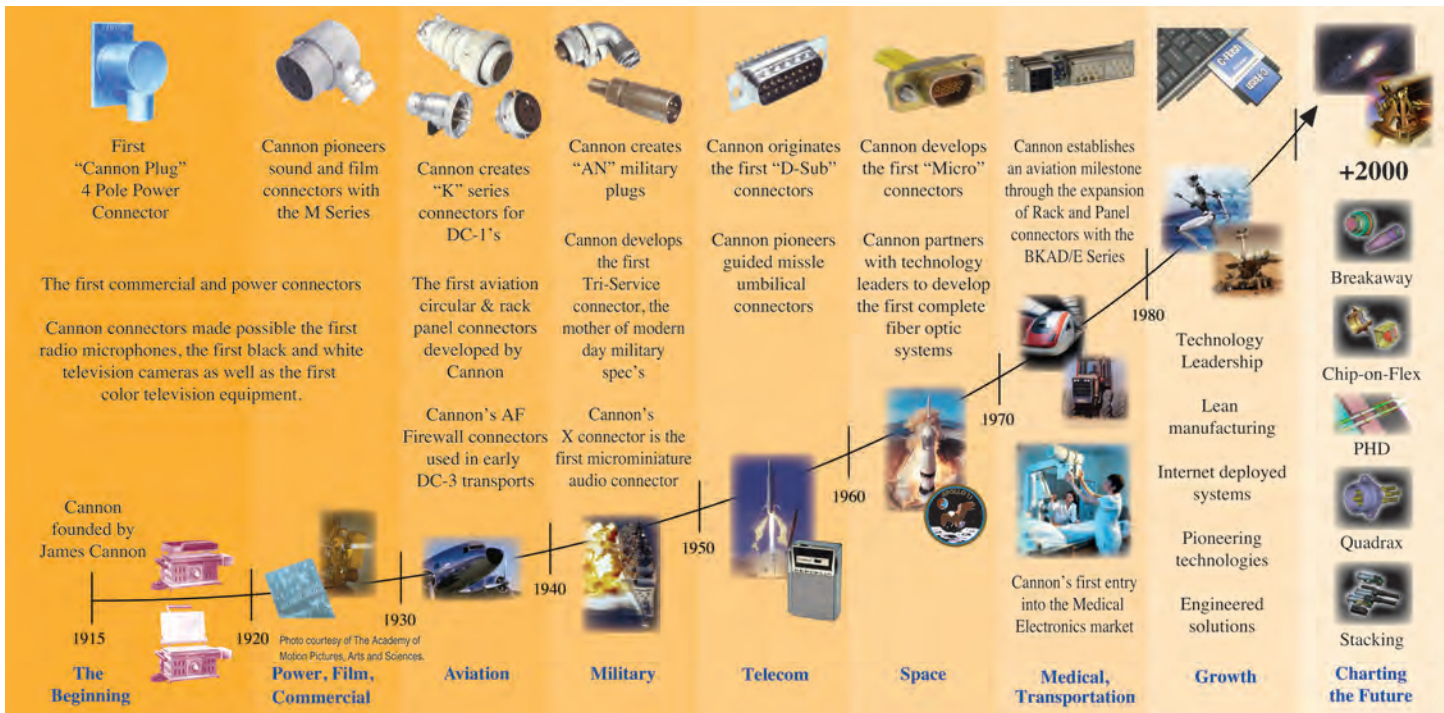 First
“Cannon Plug”
4 Pole Power
Connector
Cannon pioneers
sound and film
connectors with
the M Series
The first commercial and power connectors
Cannon connectors made possible the first
radio microphones, the first black and white
television cameras as well as the first
color television equipment.
Cannon creates
“K” series
connectors for
DC-1’s
The first aviation
circular & rack
panel connectors
developed by
Cannon
Cannon’s AF
Firewall connectors
used in early
DC-3 transports
Cannon creates
“AN” military
plugs
Cannon develops
the first
Tri-Service
connector, the
mother of modern
day military
spec’s
Cannon’s
X connector is the
first microminiature
audio connector
Cannon originates
the first “D-Sub”
connectors
Cannon pioneers
guided missle
umbilical
connectors
Cannon develops
the first “Micro”
connectors
Cannon partners
with technology
leaders to develop
the first complete
fiber optic
systems
APOLLO 11
Cannon establishes
an aviation milestone
through the expansion
of Rack and Panel
connectors with the
BKAD/E Series
Cannon’s first entry
into the Medical
Electronics market
C-Flash
C-Flash
Technology
Leadership
Lean
manufacturing
Internet deployed
systems
Pioneering
technologies
Engineered
solutions
+2000
Breakaway
Chip-on-Flex
PHD
Quadrax
Stacking
Cannon
founded by
James Cannon
1915
1920
1930
1940
1950
1960
1970
1980
Photo courtesy of The Academy of
Motion Pictures, Arts and Sciences.
The
Beginning
Power, Film,
Commercial
Aviation
Military
Telecom
Space
Medical,
Transportation
Growth
Charting
the Future